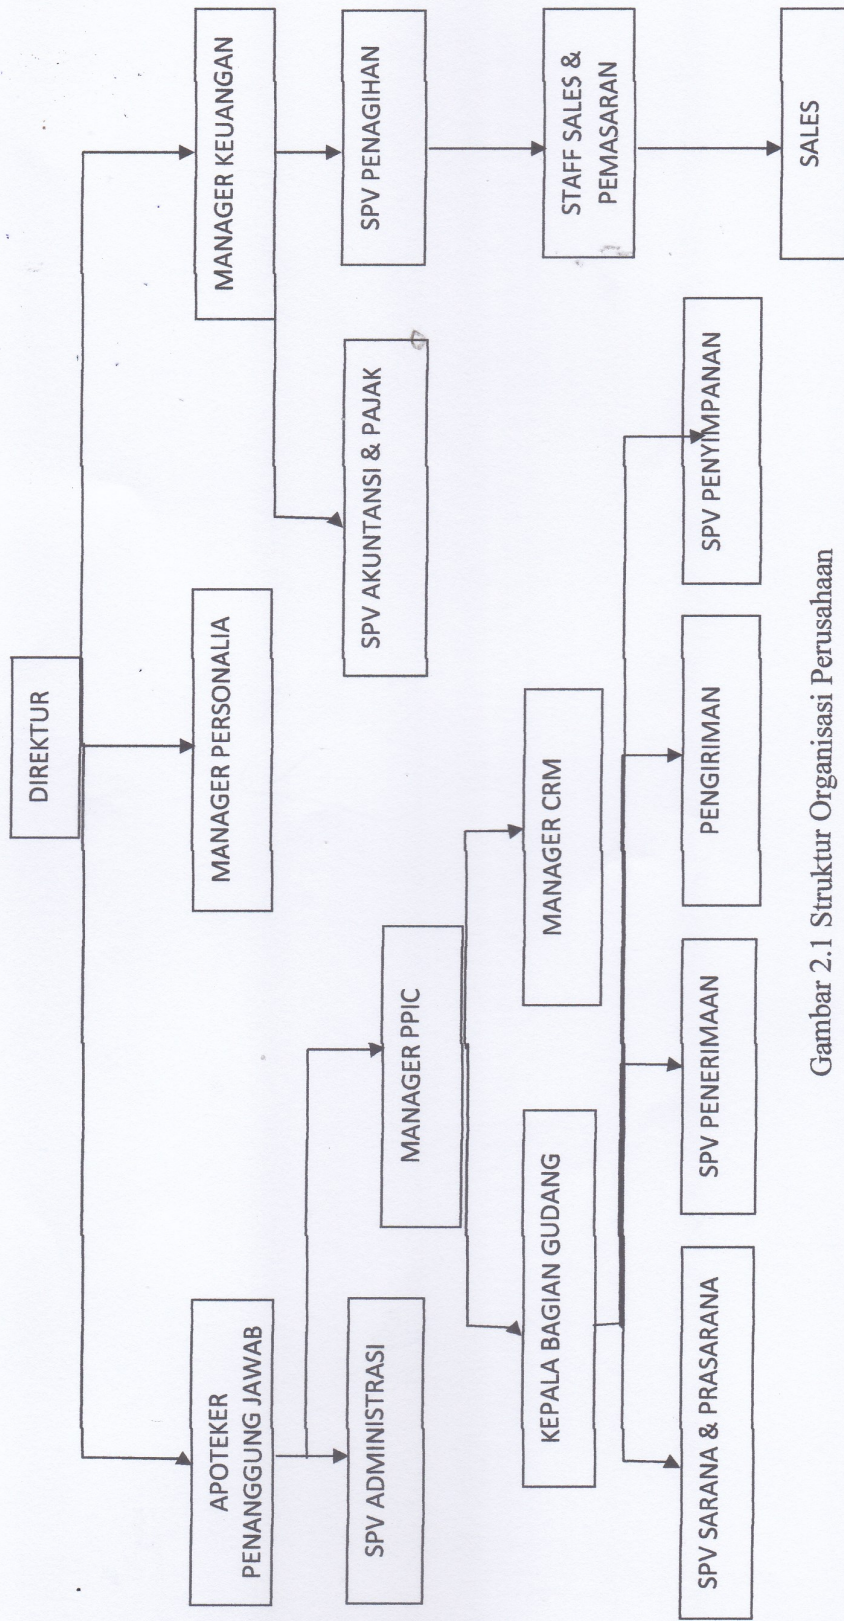 DIREKTUR
APOTEKER
PENANGGUNG JAWAB
MANAGER PERSONALIA
MANAGER KEUANGAN
SPV ADMINISTRASI
MANAGER PPIC
SPV AKUNTANSI & PAJAK
SPV PENAGIHAN
KEPALA BAGIAN GUDANG
MANAGER CRM
STAFF SALES &
PEMASARAN
SPV SARANA & PRASARANA
SPV PENERIMAAN
PENGIRIMAN
SPV PENYIMPANAN
SALES
Gambar 2.1 Struktur Organisasi Perusahaan